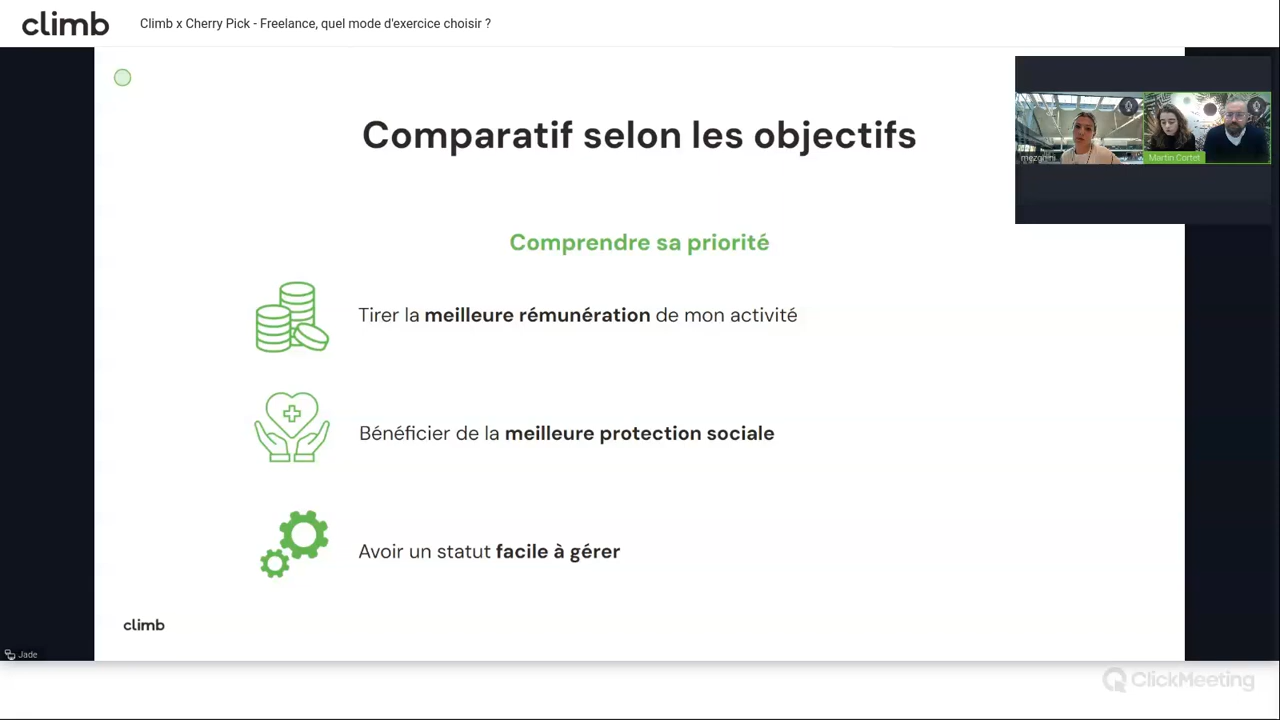 climb
Climb x Cherry Pick - Freelance, quel mode d'exercice choisir ?
Comparatif selon les objectifs
Martin Cortet
Comprendre sa priorité
Tirer la meilleure rémunération de mon activité
Bénéficier de la meilleure protection sociale
Avoir un statut facile à gérer
climb
Jade
ClickMeeting